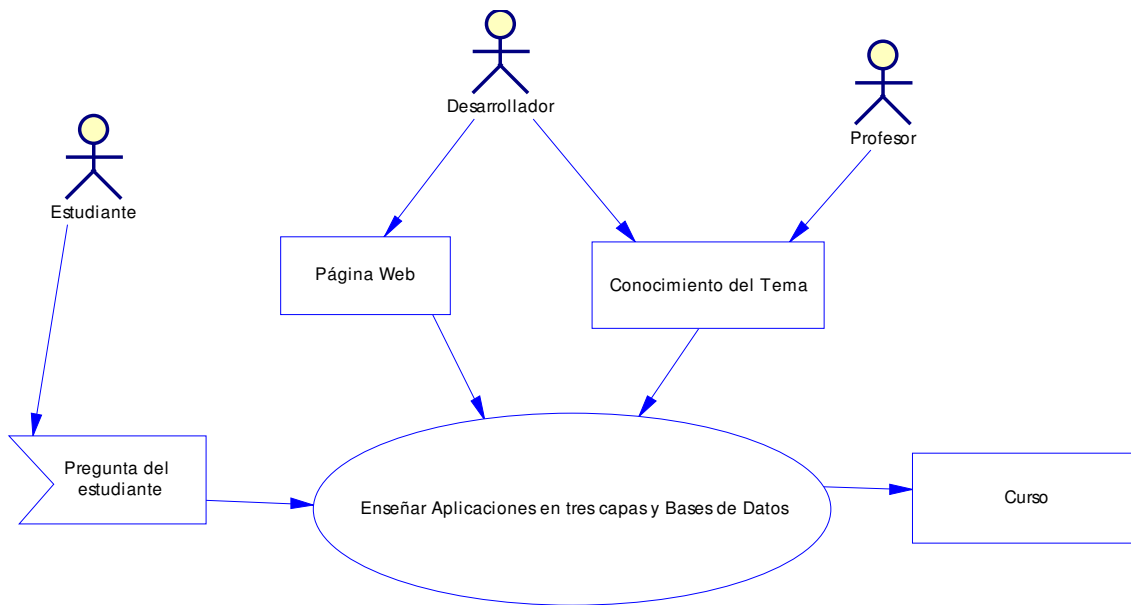 Desarrollador
Profesor
Estudiante
Página Web
Conocimiento del Tema
Pregunta del
estudiante
Enseñar Aplicaciones en tres capas y Bases de Datos
Curso